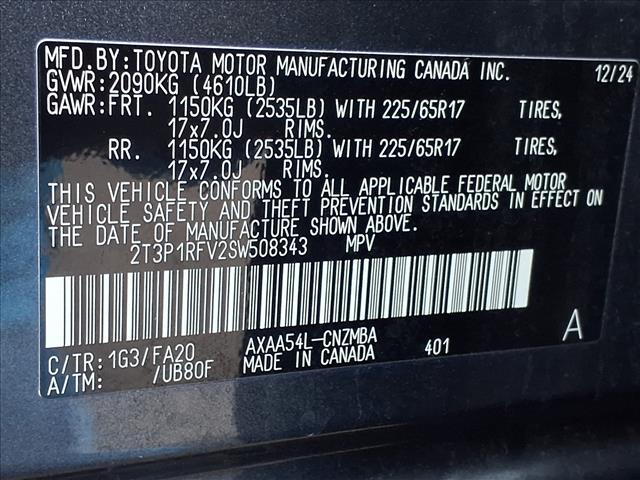 MFD.BY:TOYOTA MOTOR MANUFACTURING CANADA INC. 12/24
GVWR:2090KG (4610LB)
GAWR:FRT. 1150KG (2535LB) WITH 225/65R17 TIRES,
17x7.0J RIMS.
RR. 1150KG (2535LB) WITH 225/65R17 TIRES,
17x7.0J RIMS.
THIS VEHICLE CONFORMS TO ALL APPLICABLE FEDERAL MOTOR
VEHICLE SAFETY AND THEFT PREVENTION STANDARDS IN EFFECT ON
THE DATE OF MANUFACTURE SHOWN ABOVE.
2T3P1RFV2SW508343 MPV
A
C/TR:1G3/FA20 AXAA54L-CNZMBA 401
A/TM: /UB80F MADE IN CANADA